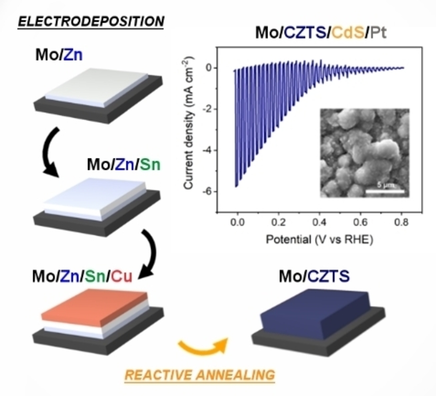 ELECTRODEPOSITION
Mo/Zn
Mo/Zn/Sn
Mo/Zn/Sn/Cu
REACTIVE ANNEALING
Mo/CZTS
Mo/CZTS/CdS/Pt
Current density (mA cm⁻²)
0
-2
-4
-6
0.0 0.2 0.4 0.6 0.8
Potential (V vs RHE)
5 µm